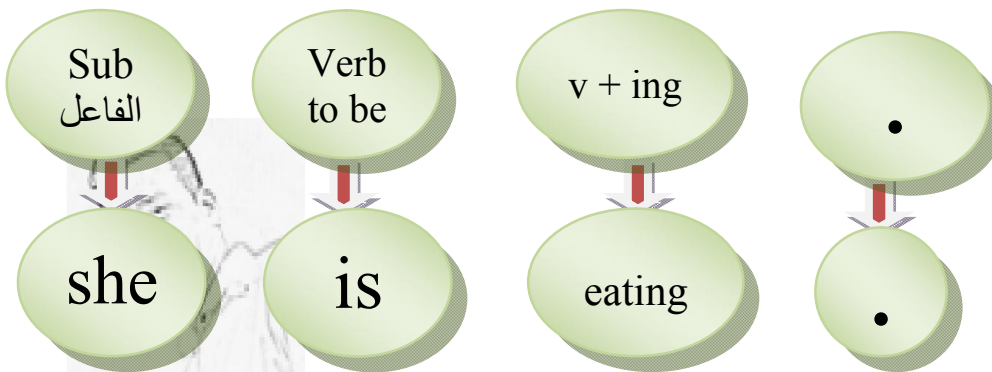 Sub
الفاعل
Verb
to be
v + ing
.
she
is
eating
.